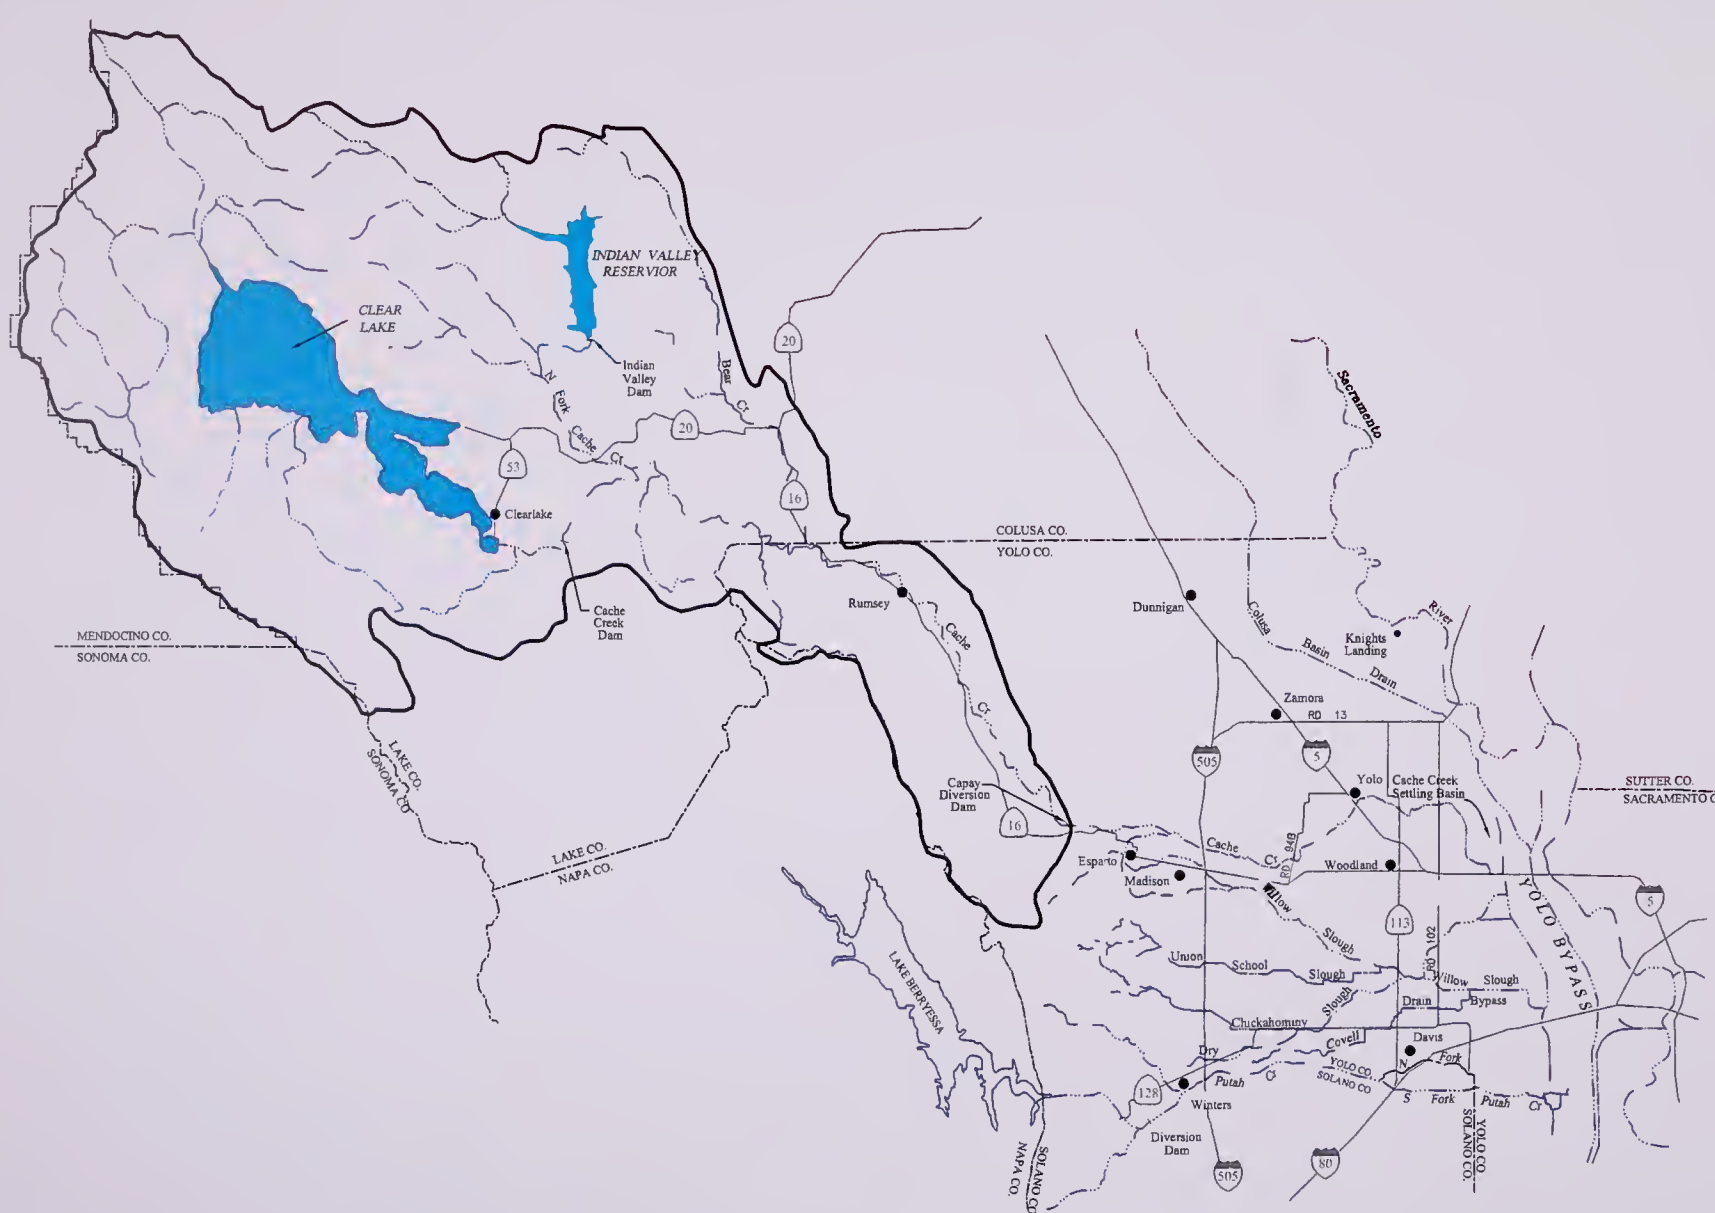 INDIAN VALLEY
RESERVIOR
CLEAR
LAKE
20
Indian
Valley
Dam
Bear
Cr
N
Fork
Cache
Cr
20
53
16
Clearlake
Sacramento
COLUSA CO.
YOLO CO.
Cache
Creek
Dam
Rumsey
Cache
Cr
Dunnigan
Colusa
Basin
Drain
River
Knights
Landing
MENDOCINO CO.
SONOMA CO.
LAKE CO.
SONOMA CO
Zamora
RD 13
505
5
Capay
Diversion
Dam
16
Yolo
Cache Creek
Settling Basin
SUTTER CO.
SACRAMENTO C
LAKE CO.
NAPA CO.
Esparto
Madison
Cache
Cr
RD 94B
Woodland
Willow
Slough
113
5
YOLO BYPASS
LAKE BERRYESSA
Union
School
Slough
RD 102
Willow
Slough
Bypass
Slough
Drain
Chickahominy
Dry
Covell
Davis
YOLO CO.
SOLANO CO
N
Fork
128
Putah
Cr
Winters
S
Fork
Putah
Cr
Diversion
Dam
SOLANO CO
NAPA CO.
505
80
YOLO CO.
SOLANO CO.